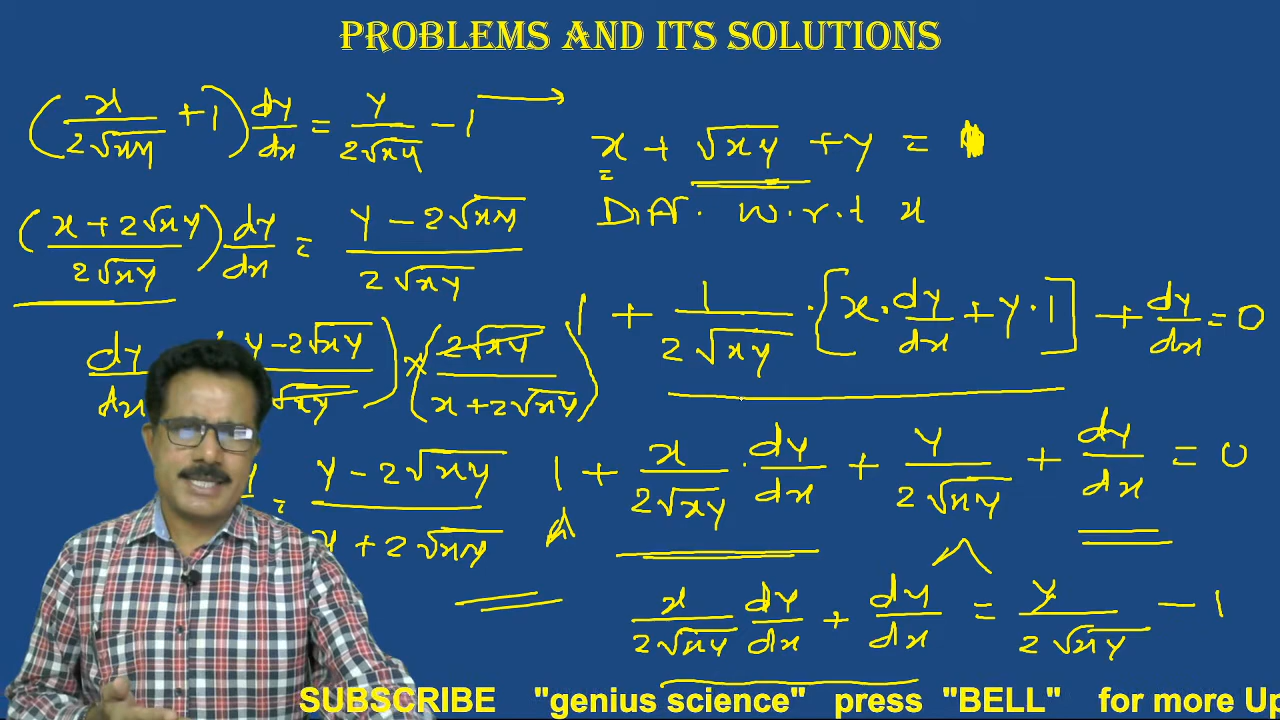 PROBLEMS AND ITS SOLUTIONS
x + √xy + y =
Diff. w.r.t x
1 + 1/(2√xy) · [x · dy/dx + y · 1] + dy/dx = 0
1 + x/(2√xy) · dy/dx + y/(2√xy) + dy/dx = 0
x/(2√xy) dy/dx + dy/dx = y/(2√xy) - 1
(x/(2√xy) + 1) dy/dx = y/(2√xy) - 1
((x + 2√xy)/(2√xy)) dy/dx = (y - 2√xy)/(2√xy)
dy/dx (y - 2√xy)/(√xy) × (2√xy)/(x + 2√xy)
= (y - 2√xy)/(x + 2√xy)
SUBSCRIBE "genius science" press "BELL" for more